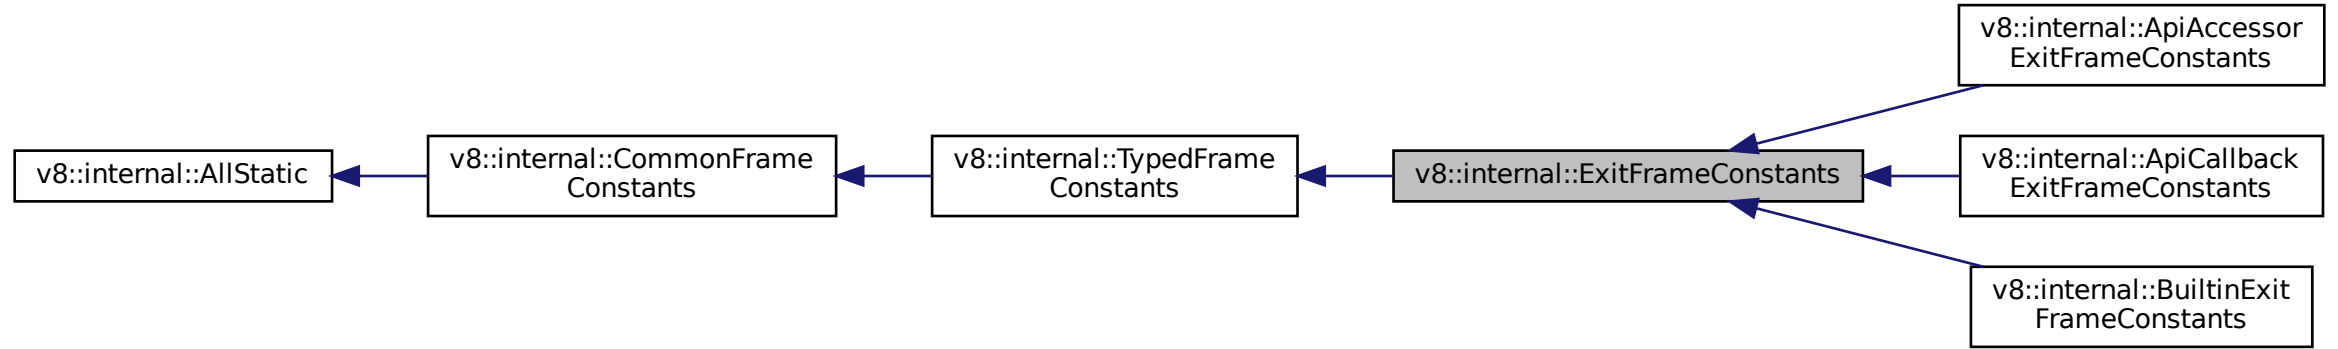 v8::internal::AllStatic
v8::internal::CommonFrame
Constants
v8::internal::TypedFrame
Constants
v8::internal::ExitFrameConstants
v8::internal::ApiAccessor
ExitFrameConstants
v8::internal::ApiCallback
ExitFrameConstants
v8::internal::BuiltinExit
FrameConstants